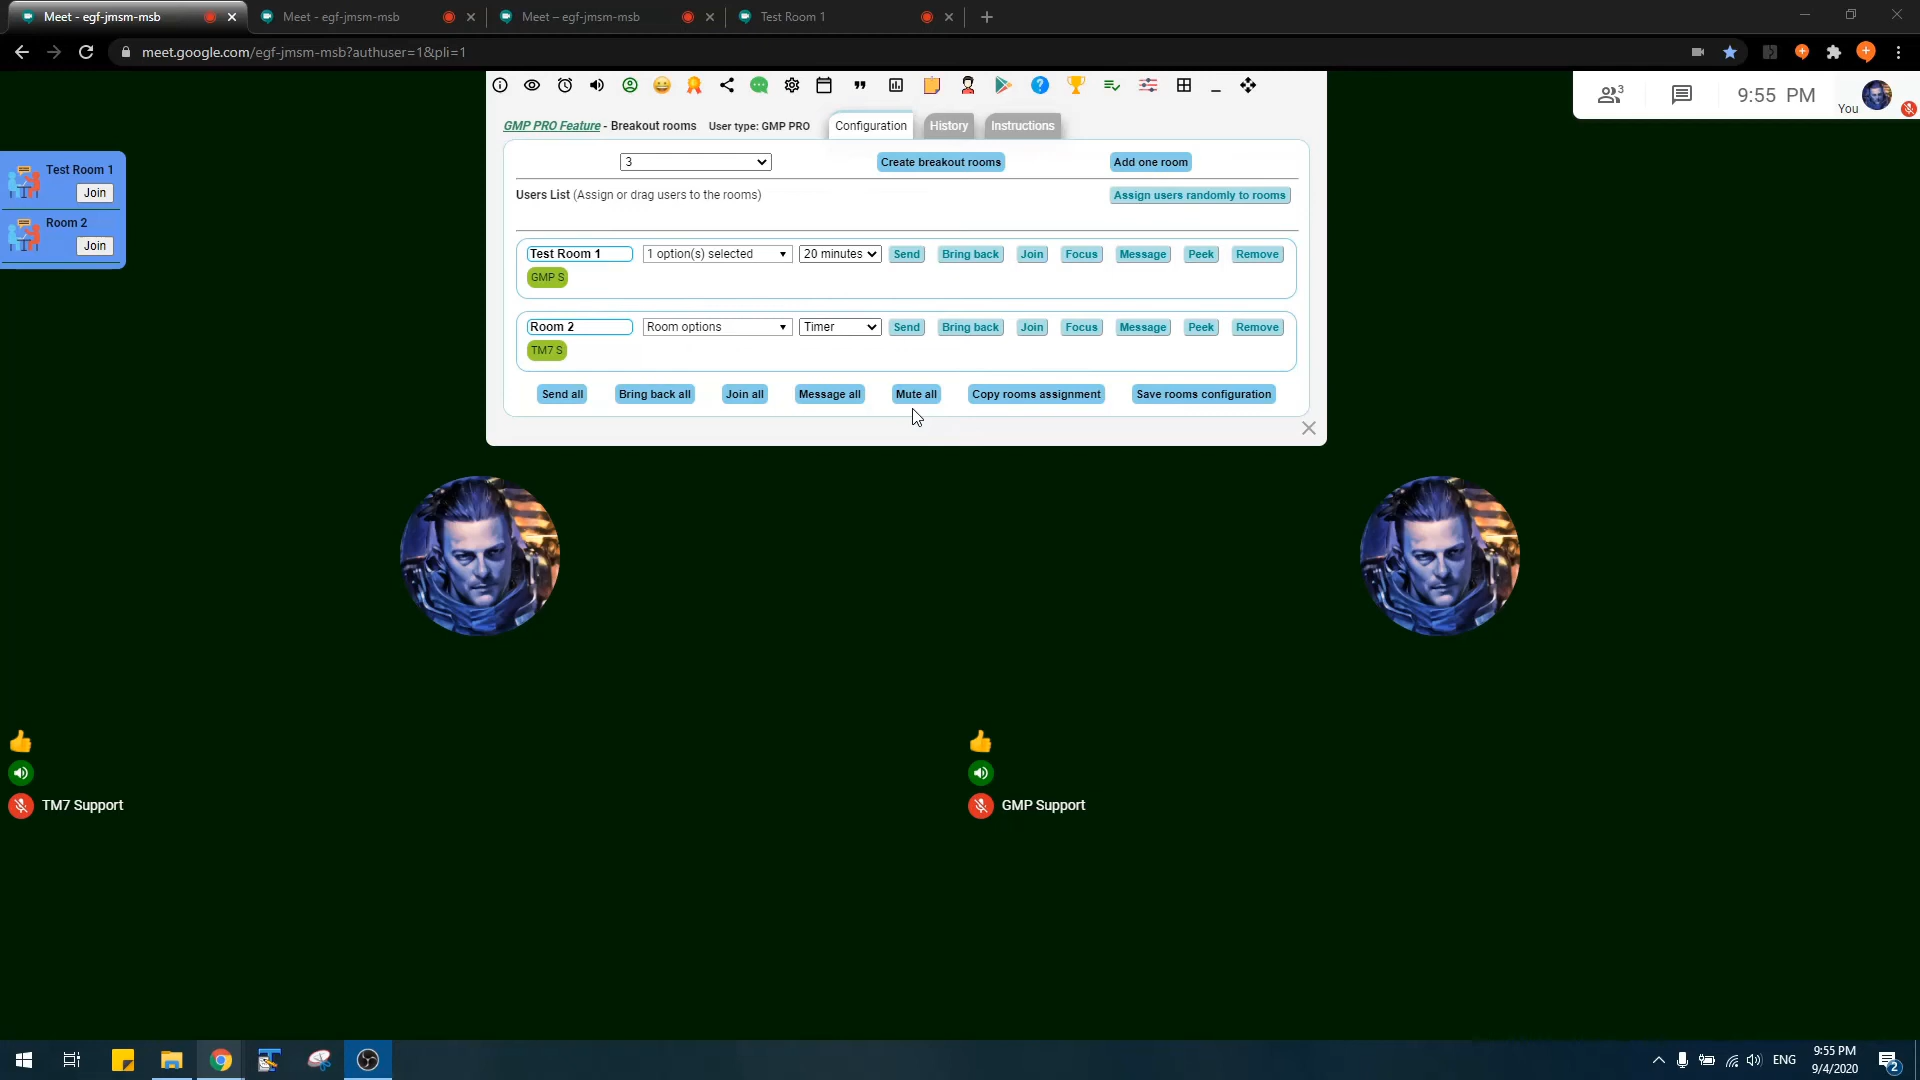 Meet - egf-jmsm-msb
Meet - egf-jmsm-msb
Meet – egf-jmsm-msb
Test Room 1
meet.google.com/egf-jmsm-msb?authuser=1&pli=1
3
9:55 PM
You
GMP PRO Feature - Breakout rooms User type: GMP PRO
Configuration
History
Instructions
3
Create breakout rooms
Add one room
Users List (Assign or drag users to the rooms)
Assign users randomly to rooms
Test Room 1
Join
Room 2
Join
Test Room 1 1 option(s) selected 20 minutes Send Bring back Join Focus Message Peek Remove
GMP S
Room 2 Room options Timer Send Bring back Join Focus Message Peek Remove
TM7 S
Send all Bring back all Join all Message all Mute all Copy rooms assignment Save rooms configuration
TM7 Support
GMP Support
ENG
9:55 PM
9/4/2020
2